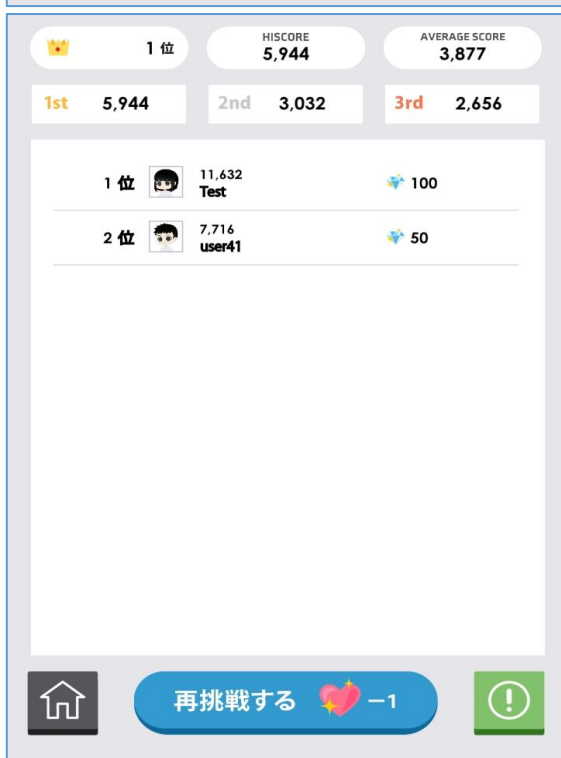 1 位
HISCORE
5,944
AVERAGE SCORE
3,877
1st 5,944
2nd 3,032
3rd 2,656
1 位
11,632
Test
100
2 位
7,716
user41
50
再挑戦する −1